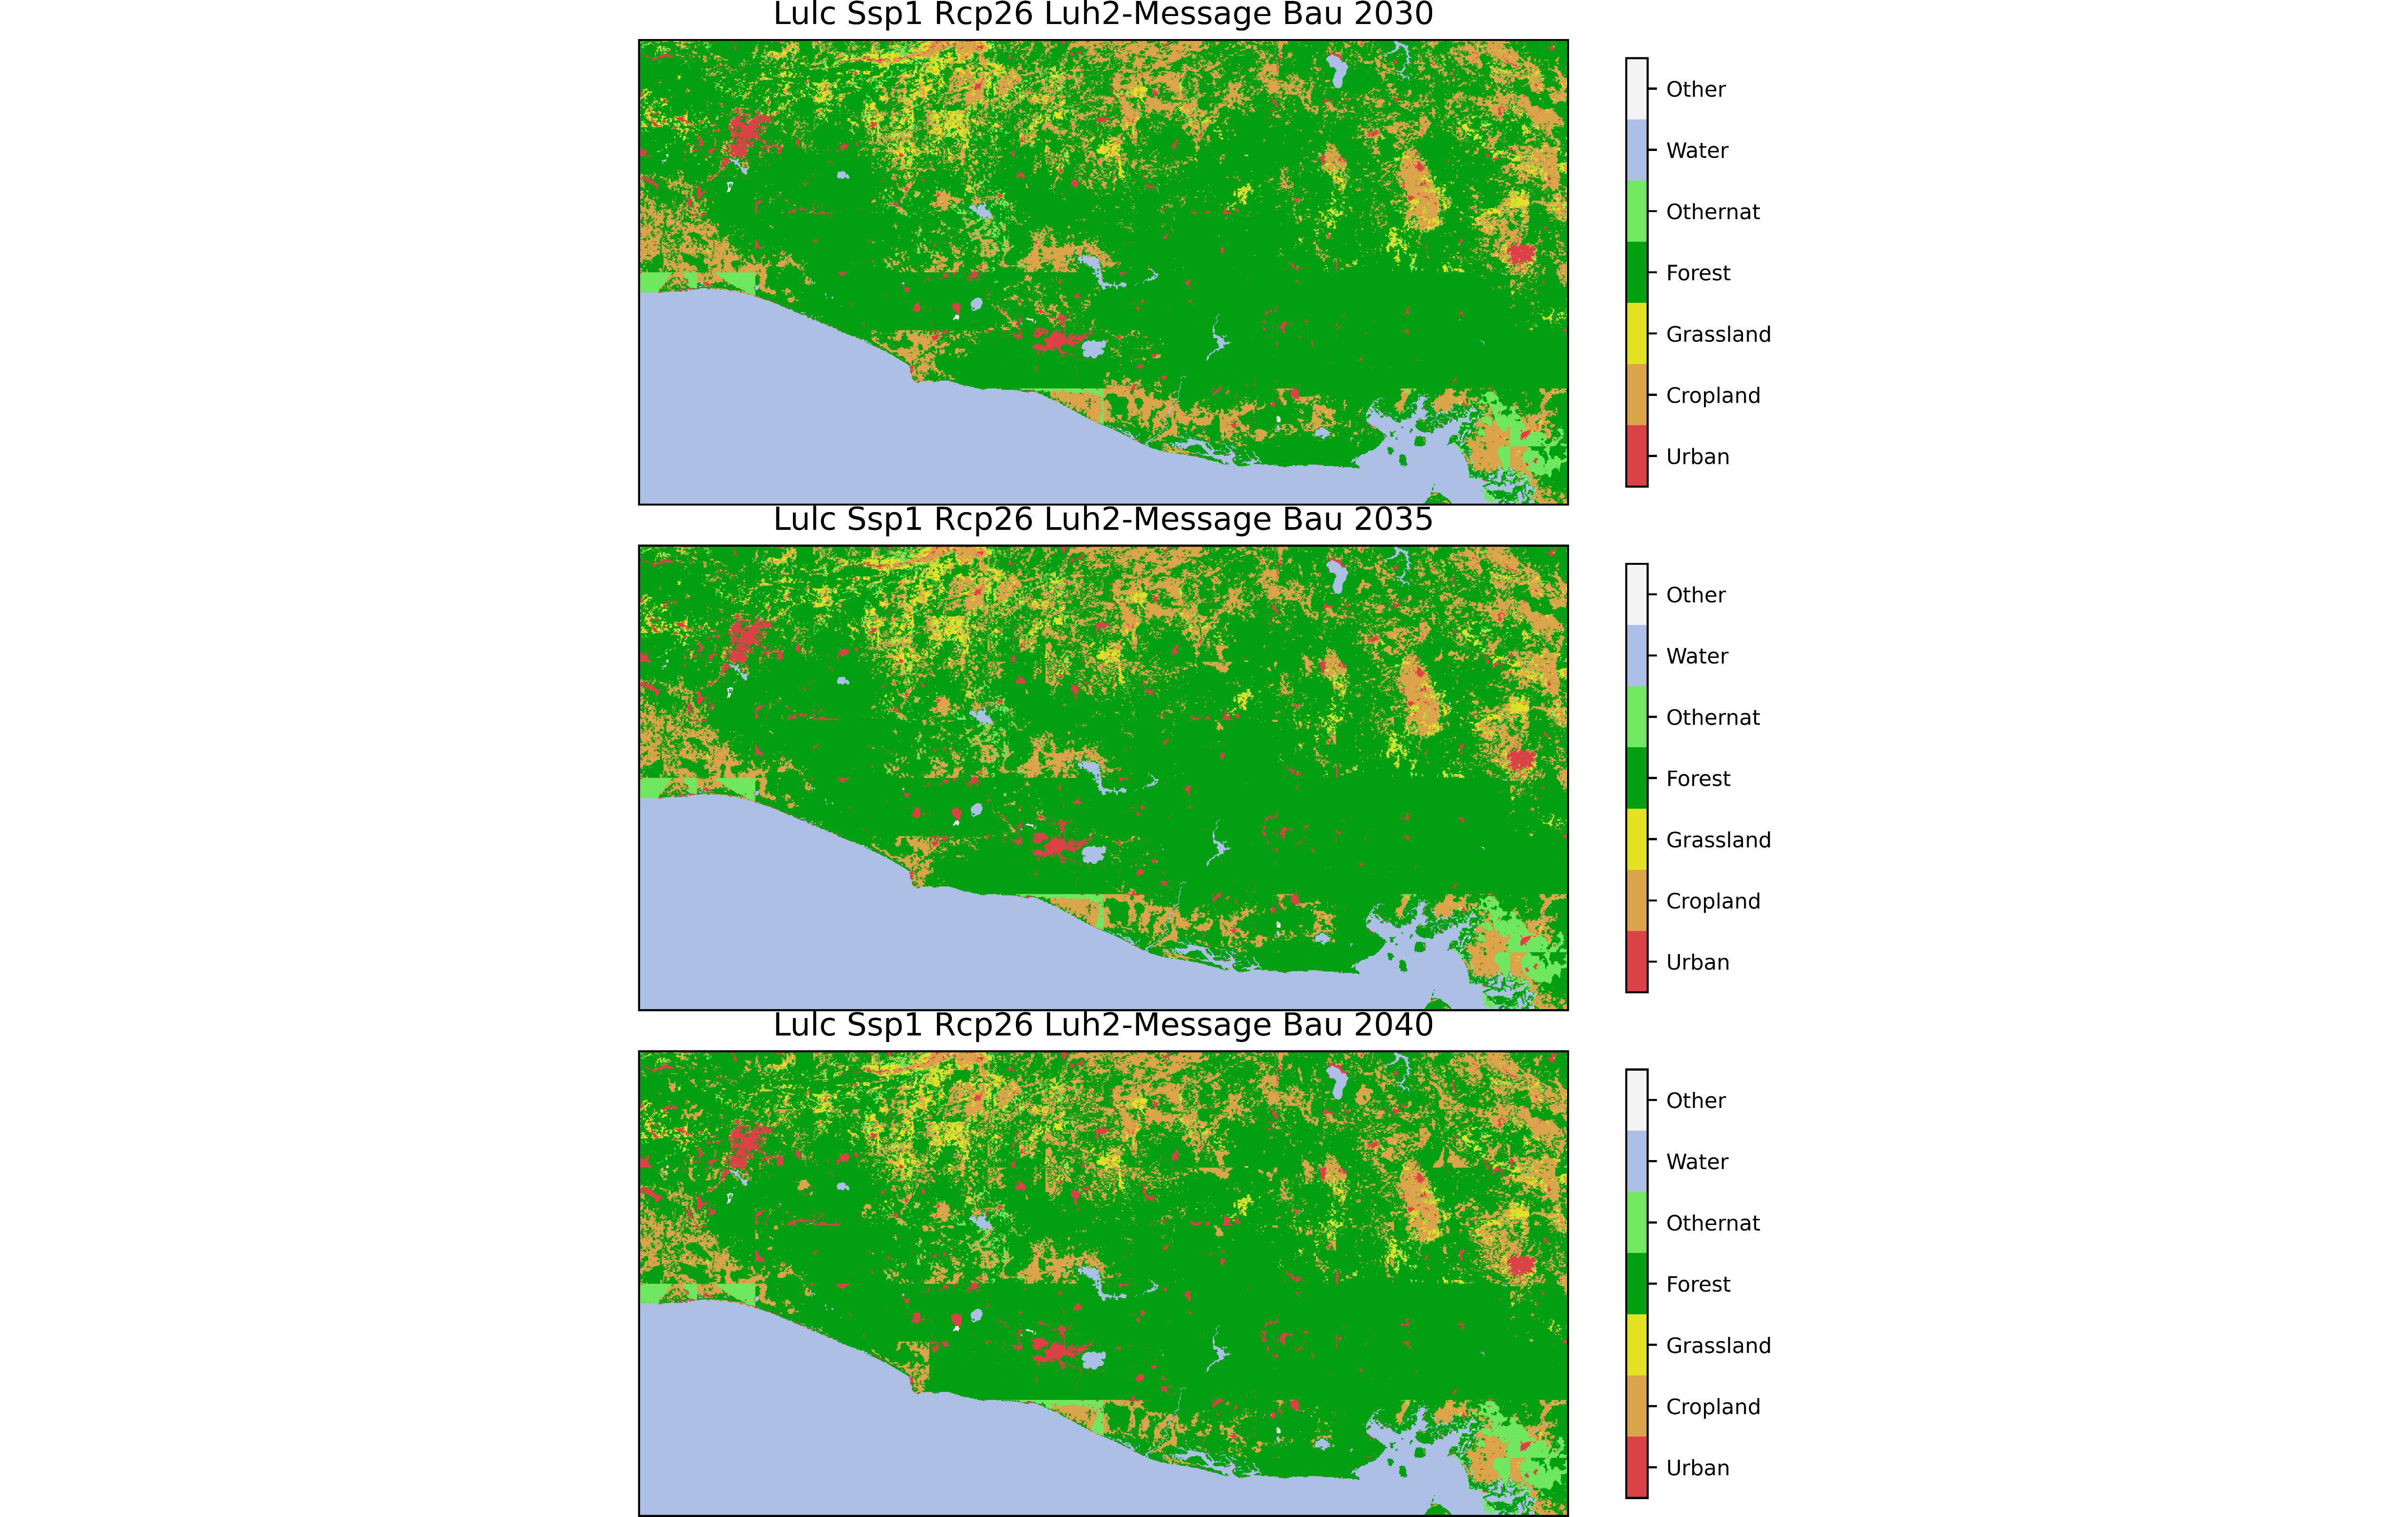 Lulc Ssp1 Rcp26 Luh2-Message Bau 2030
Other
Water
Othernat
Forest
Grassland
Cropland
Urban
Lulc Ssp1 Rcp26 Luh2-Message Bau 2035
Other
Water
Othernat
Forest
Grassland
Cropland
Urban
Lulc Ssp1 Rcp26 Luh2-Message Bau 2040
Other
Water
Othernat
Forest
Grassland
Cropland
Urban